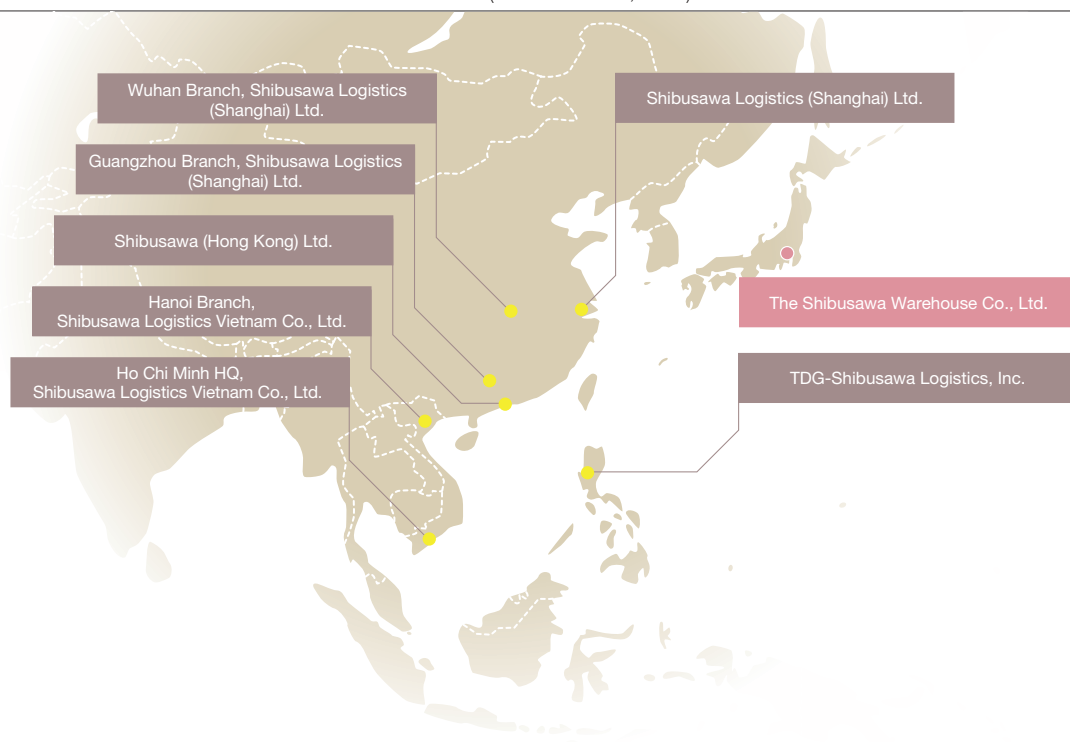 Wuhan Branch, Shibusawa Logistics
(Shanghai) Ltd.
Shibusawa Logistics (Shanghai) Ltd.
Guangzhou Branch, Shibusawa Logistics
(Shanghai) Ltd.
Shibusawa (Hong Kong) Ltd.
Hanoi Branch,
Shibusawa Logistics Vietnam Co., Ltd.
The Shibusawa Warehouse Co., Ltd.
Ho Chi Minh HQ,
Shibusawa Logistics Vietnam Co., Ltd.
TDG-Shibusawa Logistics, Inc.